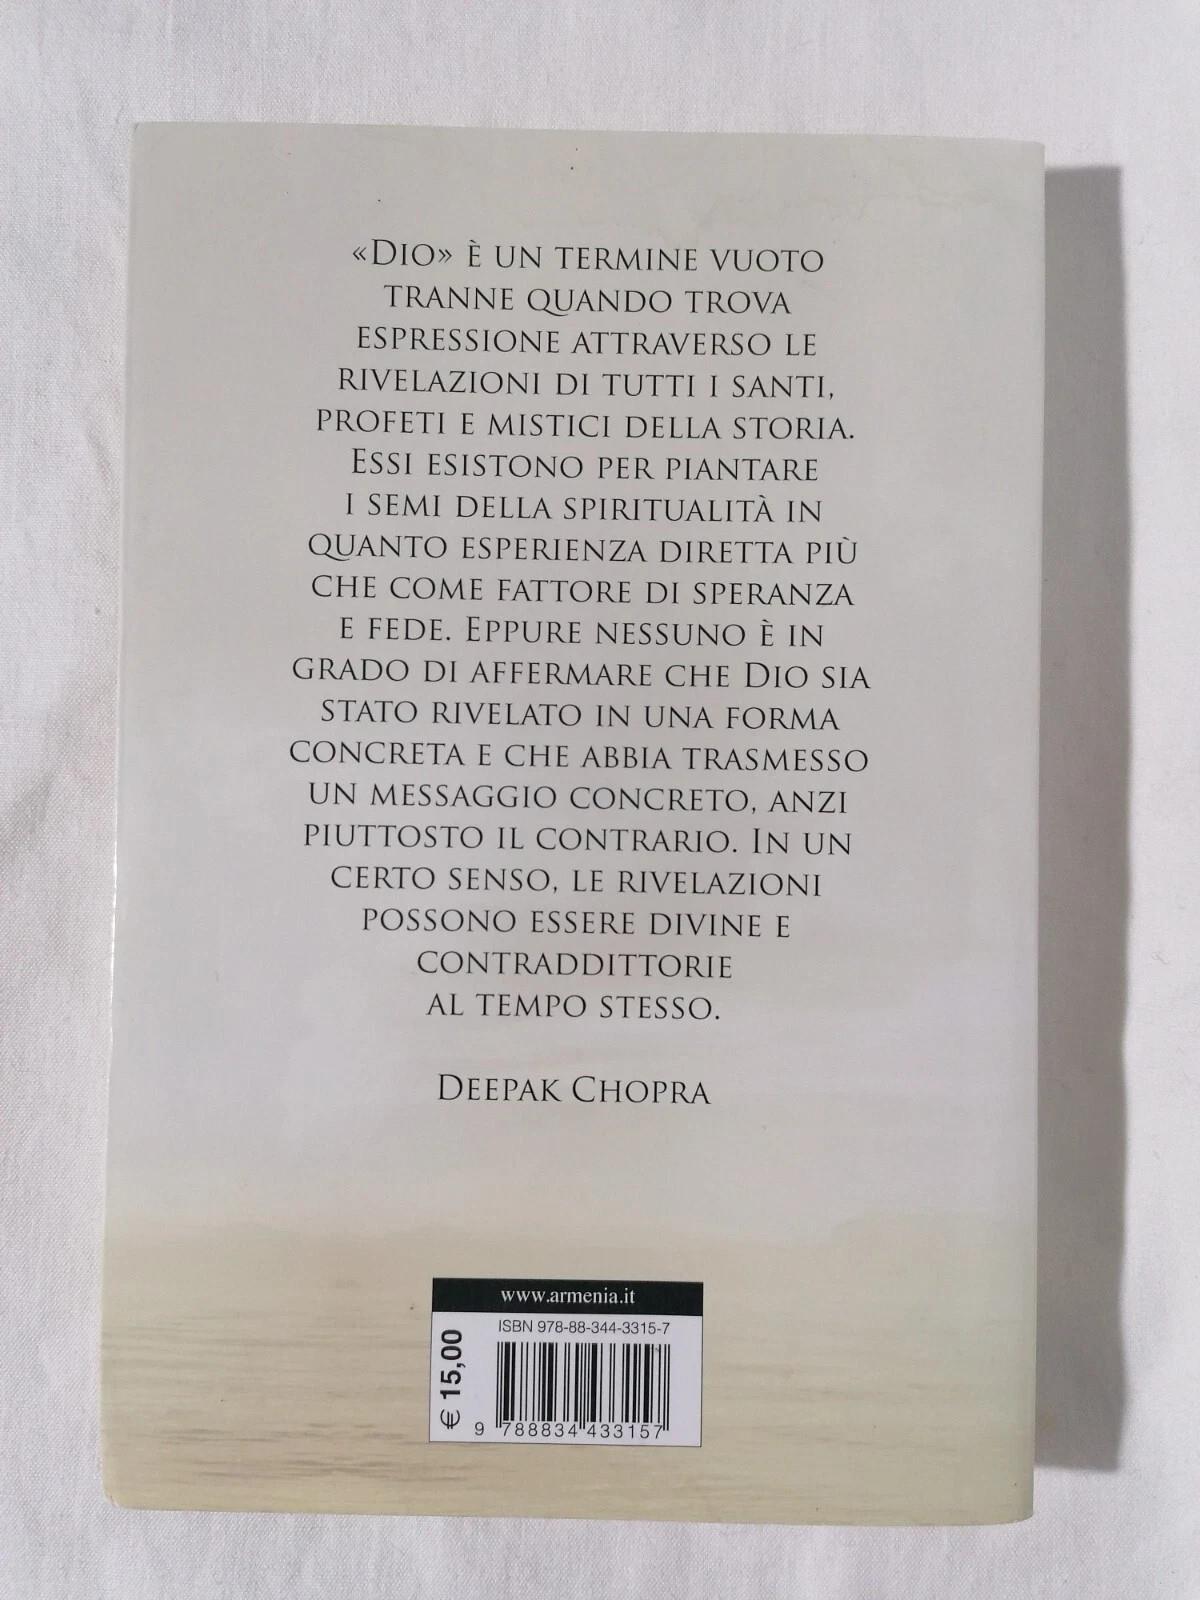 «Dio» è un termine vuoto
tranne quando trova
espressione attraverso le
rivelazioni di tutti i santi,
profeti e mistici della storia.
Essi esistono per piantare
i semi della spiritualità in
quanto esperienza diretta più
che come fattore di speranza
e fede. Eppure nessuno è in
grado di affermare che Dio sia
stato rivelato in una forma
concreta e che abbia trasmesso
un messaggio concreto, anzi
piuttosto il contrario. In un
certo senso, le rivelazioni
possono essere divine e
contraddittorie
al tempo stesso.
Deepak Chopra
www.armenia.it
ISBN 978-88-344-3315-7
€ 15,00
9 788834 433157